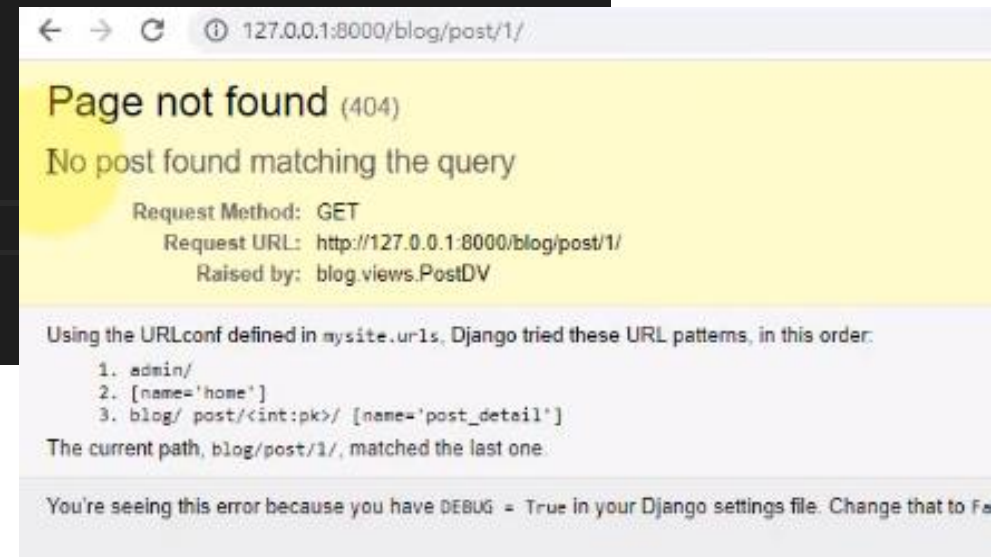 127.0.0.1:8000/blog/post/1/
Page not found (404)
No post found matching the query
Request Method: GET
Request URL: http://127.0.0.1:8000/blog/post/1/
Raised by: blog.views.PostDV
Using the URLconf defined in mysite.urls, Django tried these URL patterns, in this order:
1. admin/
2. [name='home']
3. blog/ post/<int:pk>/ [name='post_detail']
The current path, blog/post/1/, matched the last one.
You're seeing this error because you have DEBUG = True in your Django settings file. Change that to Fa